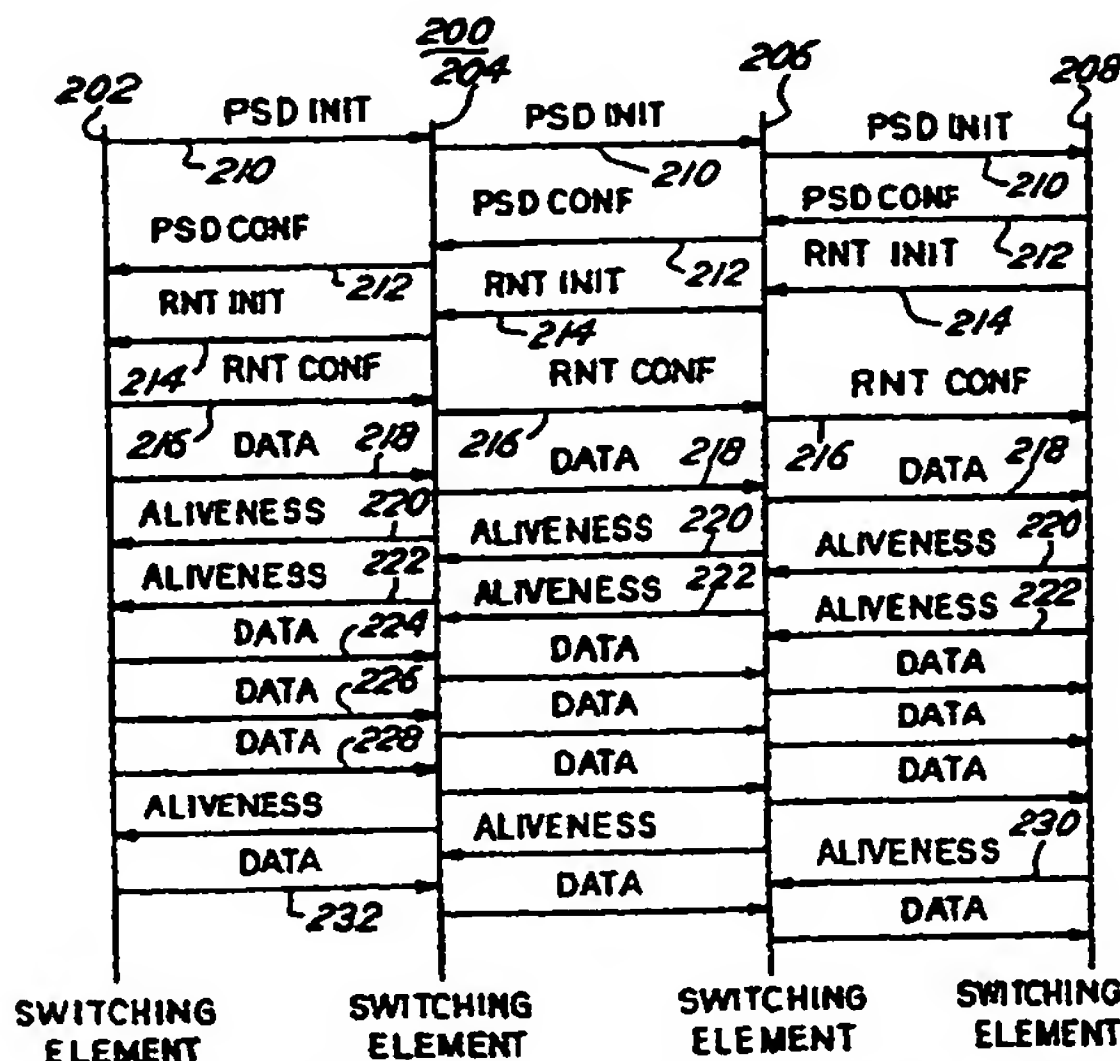 200
202 204 206 208
PSD INIT PSD INIT PSD INIT
210 210 210
PSD CONF PSD CONF PSD CONF
212 212 212
RNT INIT RNT INIT RNT INIT
214 214 214
RNT CONF RNT CONF RNT CONF
216 216 216
DATA 218 DATA 218 DATA 218
ALIVENESS 220 ALIVENESS 220 ALIVENESS 220
ALIVENESS 222 ALIVENESS 222 ALIVENESS 222
DATA 224 DATA DATA
DATA 226 DATA DATA
DATA 228 DATA DATA
ALIVENESS ALIVENESS ALIVENESS 230
DATA DATA DATA
232
SWITCHING SWITCHING SWITCHING SWITCHING
ELEMENT ELEMENT ELEMENT ELEMENT